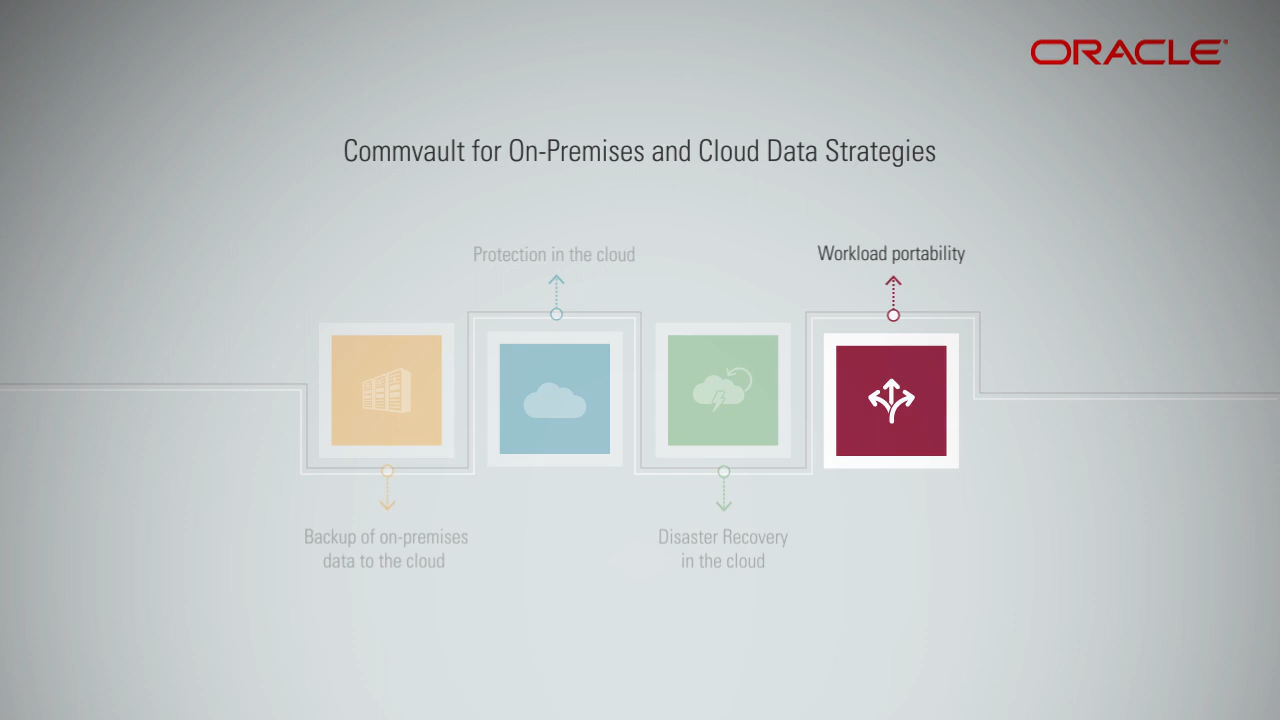 ORACLE
Commvault for On-Premises and Cloud Data Strategies
Protection in the cloud
Workload portability
Backup of on-premises
data to the cloud
Disaster Recovery
in the cloud